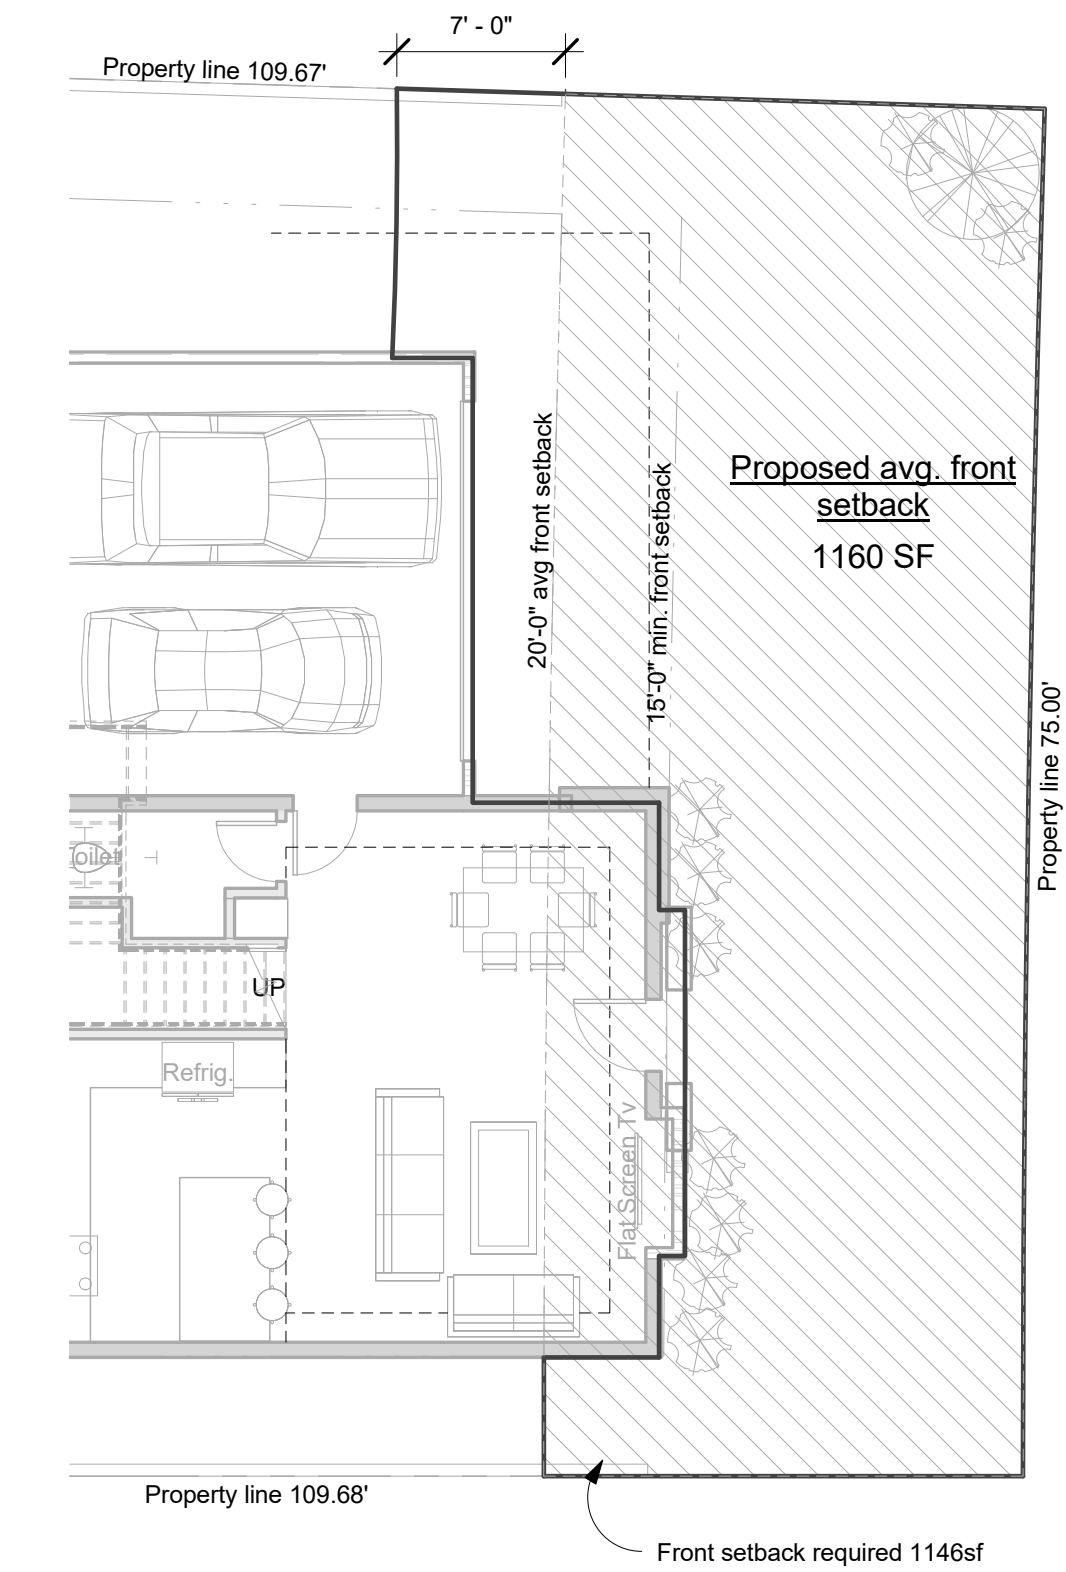 7' - 0"
Property line 109.67'
20'-0" avg front setback
15'-0" min. front setback
Proposed avg. front
setback
1160 SF
Property line 75.00'
oilet
UP
Refrig.
Flat Screen Tv
Property line 109.68'
Front setback required 1146sf